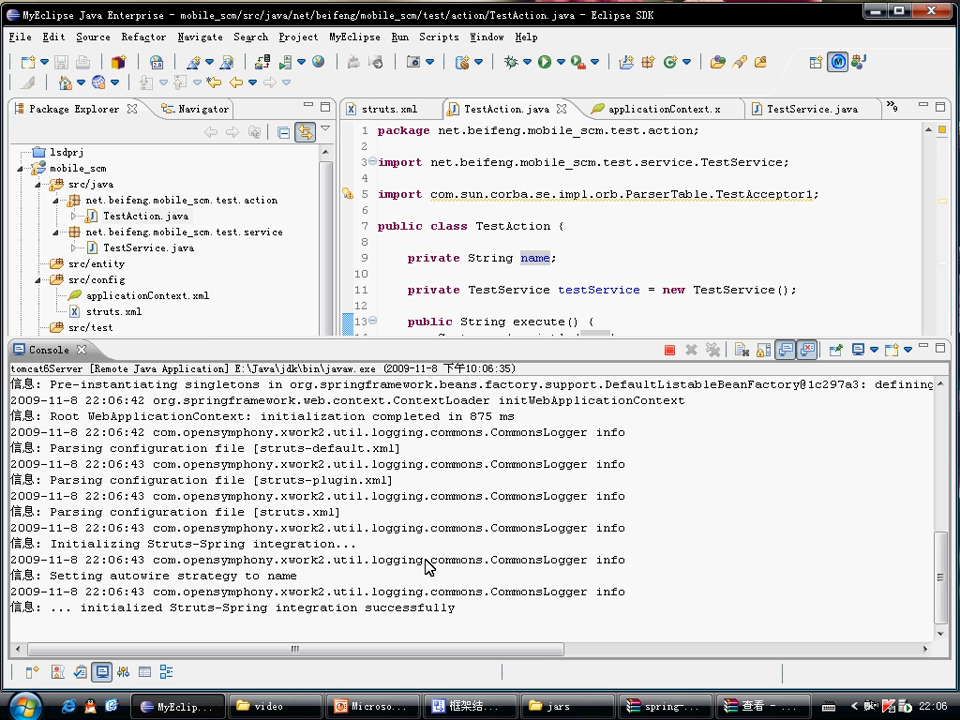 MyEclipse Java Enterprise - mobile_scm/src/java/net/beifeng/mobile_scm/test/action/TestAction.java - Eclipse SDK
File Edit Source Refactor Navigate Search Project MyEclipse Run Scripts Window Help
Package Explorer Navigator
struts.xml TestAction.java applicationContext.x TestService.java »9
lsdprj
mobile_scm
src/java
net.beifeng.mobile_scm.test.action
TestAction.java
net.beifeng.mobile_scm.test.service
TestService.java
src/entity
src/config
applicationContext.xml
struts.xml
src/test
1 package net.beifeng.mobile_scm.test.action;
2
3 import net.beifeng.mobile_scm.test.service.TestService;
4
5 import com.sun.corba.se.impl.orb.ParserTable.TestAcceptor1;
6
7 public class TestAction {
8
9 private String name;
10
11 private TestService testService = new TestService();
12
13 public String execute() {
Console
tomcat6Server [Remote Java Application] E:\Java\jdk\bin\javaw.exe (2009-11-8 下午10:06:35)
信息: Pre-instantiating singletons in org.springframework.beans.factory.support.DefaultListableBeanFactory@1c297a3: defining
2009-11-8 22:06:42 org.springframework.web.context.ContextLoader initWebApplicationContext
信息: Root WebApplicationContext: initialization completed in 875 ms
2009-11-8 22:06:42 com.opensymphony.xwork2.util.logging.commons.CommonsLogger info
信息: Parsing configuration file [struts-default.xml]
2009-11-8 22:06:43 com.opensymphony.xwork2.util.logging.commons.CommonsLogger info
信息: Parsing configuration file [struts-plugin.xml]
2009-11-8 22:06:43 com.opensymphony.xwork2.util.logging.commons.CommonsLogger info
信息: Parsing configuration file [struts.xml]
2009-11-8 22:06:43 com.opensymphony.xwork2.util.logging.commons.CommonsLogger info
信息: Initializing Struts-Spring integration...
2009-11-8 22:06:43 com.opensymphony.xwork2.util.logging.commons.CommonsLogger info
信息: Setting autowire strategy to name
2009-11-8 22:06:43 com.opensymphony.xwork2.util.logging.commons.CommonsLogger info
信息: ... initialized Struts-Spring integration successfully
MyEclip... video Microso... 框架结... jars spring-... 查看 - ... 22:06